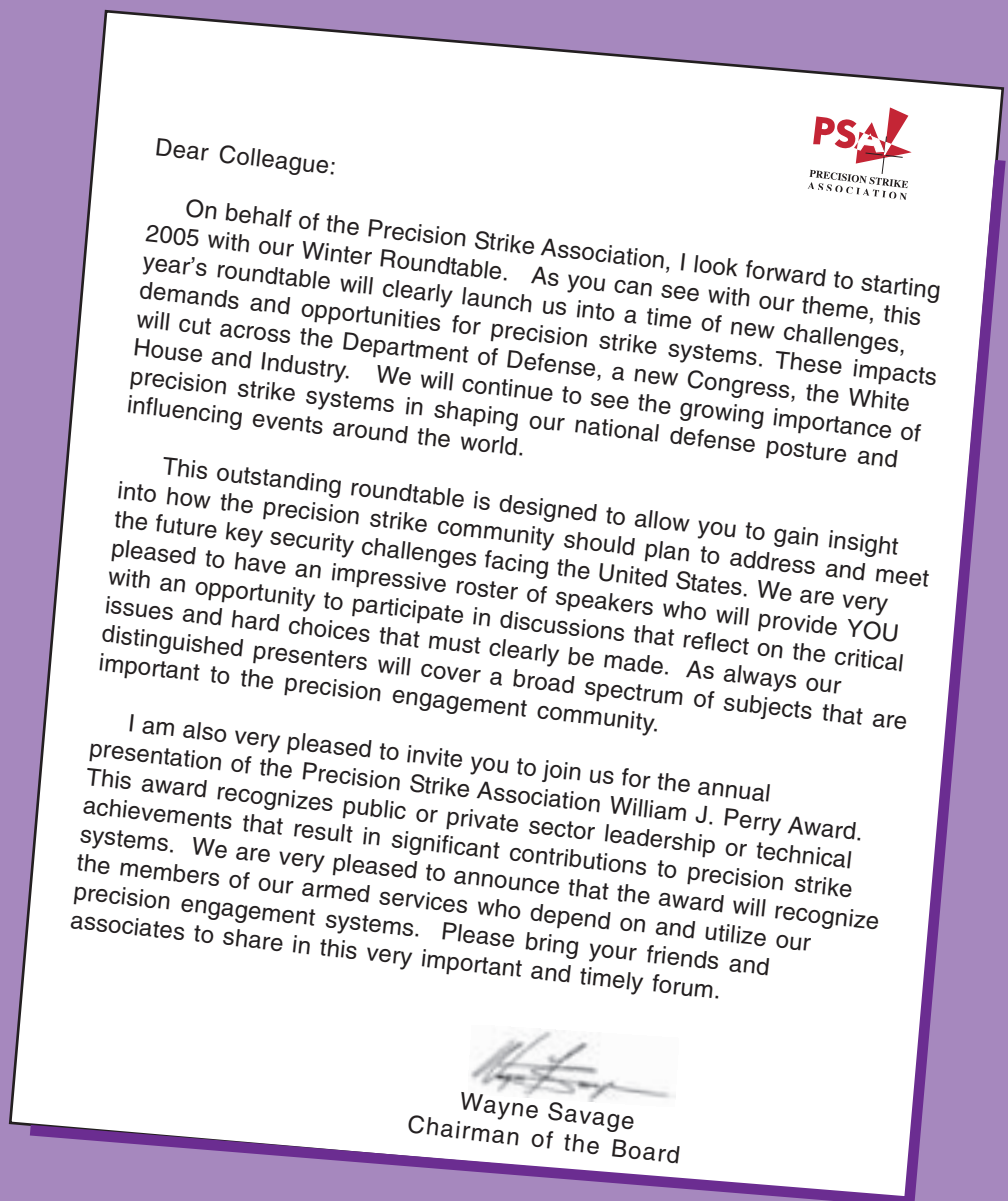 PSA
PRECISION STRIKE
ASSOCIATION
Dear Colleague:
On behalf of the Precision Strike Association, I look forward to starting
2005 with our Winter Roundtable. As you can see with our theme, this
year's roundtable will clearly launch us into a time of new challenges,
demands and opportunities for precision strike systems. These impacts
will cut across the Department of Defense, a new Congress, the White
House and Industry. We will continue to see the growing importance of
precision strike systems in shaping our national defense posture and
influencing events around the world.
This outstanding roundtable is designed to allow you to gain insight
into how the precision strike community should plan to address and meet
the future key security challenges facing the United States. We are very
pleased to have an impressive roster of speakers who will provide YOU
with an opportunity to participate in discussions that reflect on the critical
issues and hard choices that must clearly be made. As always our
distinguished presenters will cover a broad spectrum of subjects that are
important to the precision engagement community.
I am also very pleased to invite you to join us for the annual
presentation of the Precision Strike Association William J. Perry Award.
This award recognizes public or private sector leadership or technical
achievements that result in significant contributions to precision strike
systems. We are very pleased to announce that the award will recognize
the members of our armed services who depend on and utilize our
precision engagement systems. Please bring your friends and
associates to share in this very important and timely forum.
Wayne Savage
Chairman of the Board